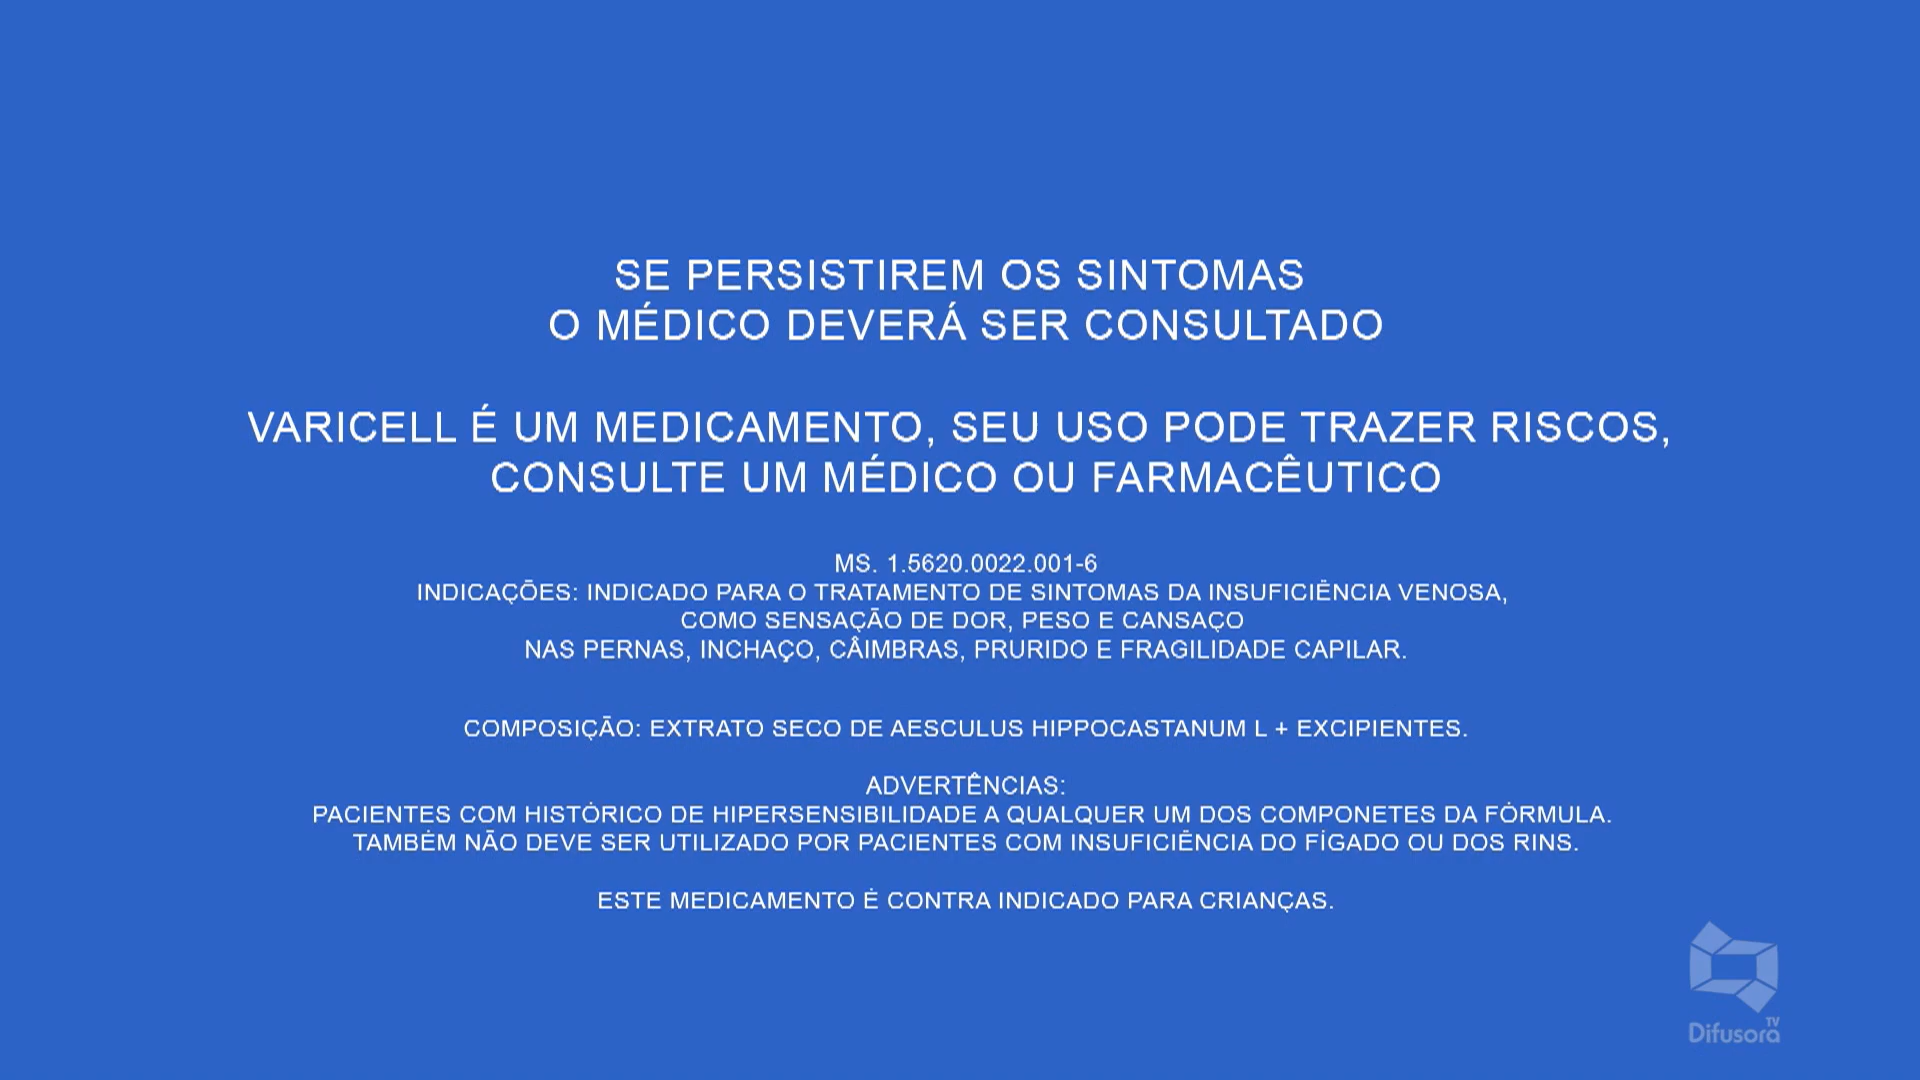 SE PERSISTIREM OS SINTOMAS
O MÉDICO DEVERÁ SER CONSULTADO
VARICELL É UM MEDICAMENTO, SEU USO PODE TRAZER RISCOS,
CONSULTE UM MÉDICO OU FARMACÊUTICO
MS. 1.5620.0022.001-6
INDICAÇÕES: INDICADO PARA O TRATAMENTO DE SINTOMAS DA INSUFICIÊNCIA VENOSA,
COMO SENSAÇÃO DE DOR, PESO E CANSAÇO
NAS PERNAS, INCHAÇO, CÂIMBRAS, PRURIDO E FRAGILIDADE CAPILAR.
COMPOSIÇÃO: EXTRATO SECO DE AESCULUS HIPPOCASTANUM L + EXCIPIENTES.
ADVERTÊNCIAS:
PACIENTES COM HISTÓRICO DE HIPERSENSIBILIDADE A QUALQUER UM DOS COMPONETES DA FÓRMULA.
TAMBÉM NÃO DEVE SER UTILIZADO POR PACIENTES COM INSUFICIÊNCIA DO FÍGADO OU DOS RINS.
ESTE MEDICAMENTO É CONTRA INDICADO PARA CRIANÇAS.
TV
Difusora